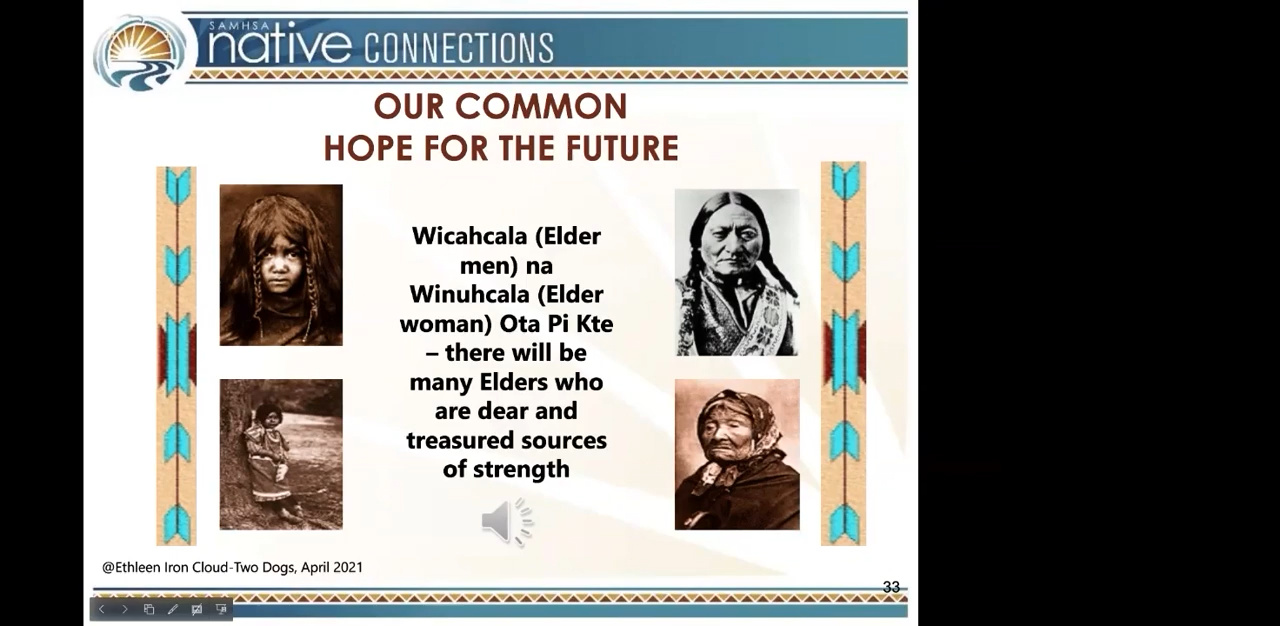 SAMHSA
native CONNECTIONS
OUR COMMON
HOPE FOR THE FUTURE
Wicahcala (Elder
men) na
Winuhcala (Elder
woman) Ota Pi Kte
– there will be
many Elders who
are dear and
treasured sources
of strength
@Ethleen Iron Cloud-Two Dogs, April 2021
33